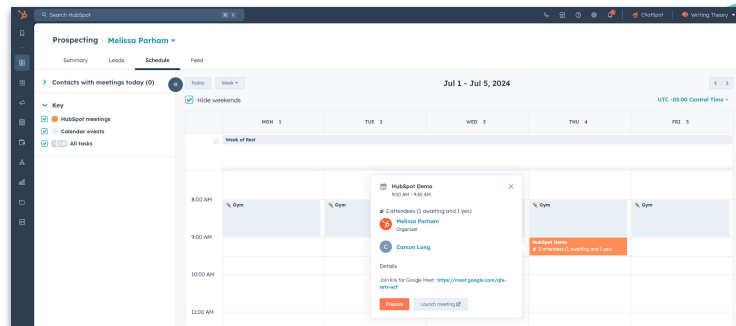 Search HubSpot
⌘ K
ChatSpot
Writing Theory
Prospecting Melissa Parham
Summary Leads Schedule Feed
Contacts with meetings today (0)
Key
HubSpot meetings
Calendar events
All tasks
Today Week
Jul 1 - Jul 5, 2024
Hide weekends
UTC -05:00 Central Time
MON 1 TUE 2 WED 3 THU 4 FRI 5
Week of Rest
8:00 AM
Gym
Gym
Gym
Gym
9:00 AM
10:00 AM
11:00 AM
HubSpot Demo
9:00 AM - 9:30 AM
2 attendees (1 awaiting and 1 yes)
Melissa Parham
Organizer
C
Carson Long
Details
Join link for Google Meet : https://meet.google.com/qfe-
Prepare
Launch meeting
HubSpot Demo
2 attendees (1 awaiting and 1 yes)